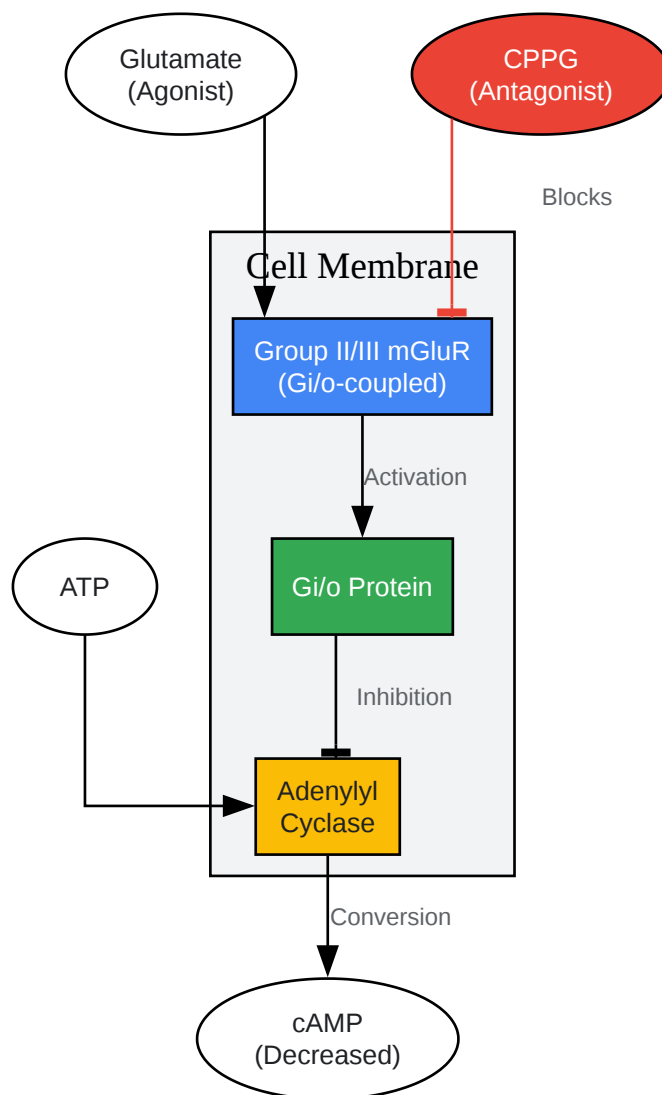 Glutamate
(Agonist)
CPPG
(Antagonist)
Blocks
Cell Membrane
Group II/III mGluR
(Gi/o-coupled)
Activation
ATP
Gi/o Protein
Inhibition
Adenylyl
Cyclase
Conversion
cAMP
(Decreased)